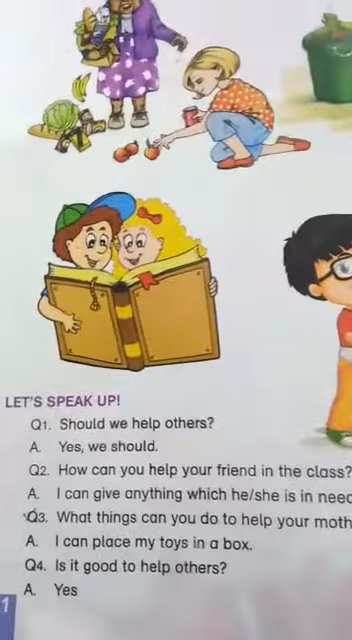 LET'S SPEAK UP!
Q1. Should we help others?
A. Yes, we should.
Q2. How can you help your friend in the class?
A. I can give anything which he/she is in need
Q3. What things can you do to help your moth
A. I can place my toys in a box.
Q4. Is it good to help others?
A. Yes
1